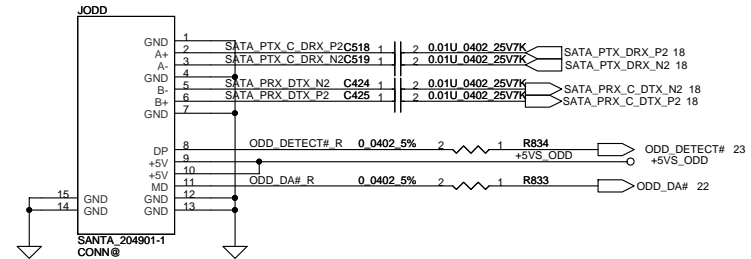 JODD
GND 1
A+ 2 SATA_PTX_C_DRX_P2 C518 1 2 0.01U_0402_25V7K SATA_PTX_DRX_P2 18
A- 3 SATA_PTX_C_DRX_N2 C519 1 2 0.01U_0402_25V7K SATA_PTX_DRX_N2 18
GND 4
B- 5 SATA_PRX_DTX_N2 C424 1 2 0.01U_0402_25V7K SATA_PRX_C_DTX_N2 18
B+ 6 SATA_PRX_DTX_P2 C425 1 2 0.01U_0402_25V7K SATA_PRX_C_DTX_P2 18
GND 7
DP 8 ODD_DETECT#_R 0_0402_5% 2 1 R834 ODD_DETECT# 23
+5V 9 +5VS_ODD +5VS_ODD
+5V 10
MD 11 ODD_DA#_R 0_0402_5% 2 1 R833 ODD_DA# 22
15 GND GND 12
14 GND GND 13
SANTA_204901-1
CONN@